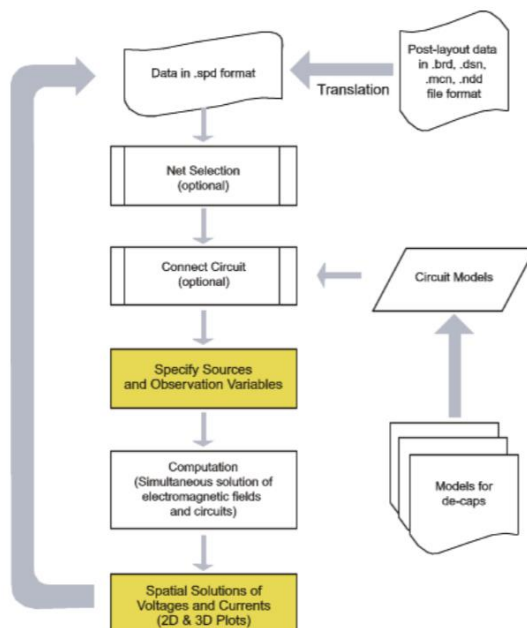 Data in .spd format
Translation
Post-layout data
in .brd, .dsn,
.mcn, .ndd
file format
Net Selection
(optional)
Connect Circuit
(optional)
Circuit Models
Specify Sources
and Observation Variables
Computation
(Simultaneous solution of
electromagnetic fields
and circuits)
Models for
de-caps
Spatial Solutions of
Voltages and Currents
(2D & 3D Plots)